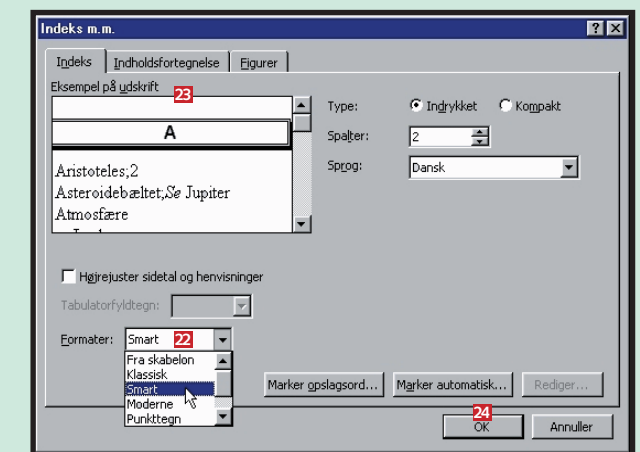 Indeks m.m.
Indeks Indholdsfortegnelse Figurer
Eksempel på udskrift 23
A
Aristoteles;2
Asteroidebæltet;Se Jupiter
Atmosfære
Type: Indrykket Kompakt
Spalter: 2
Sprog: Dansk
Højrejuster sidetal og henvisninger
Tabulatorfyldtegn:
Formater: Smart 22
Fra skabelon
Klassisk
Smart
Moderne
Punkttegn
Marker opslagsord... Marker automatisk... Rediger...
24
OK Annuller